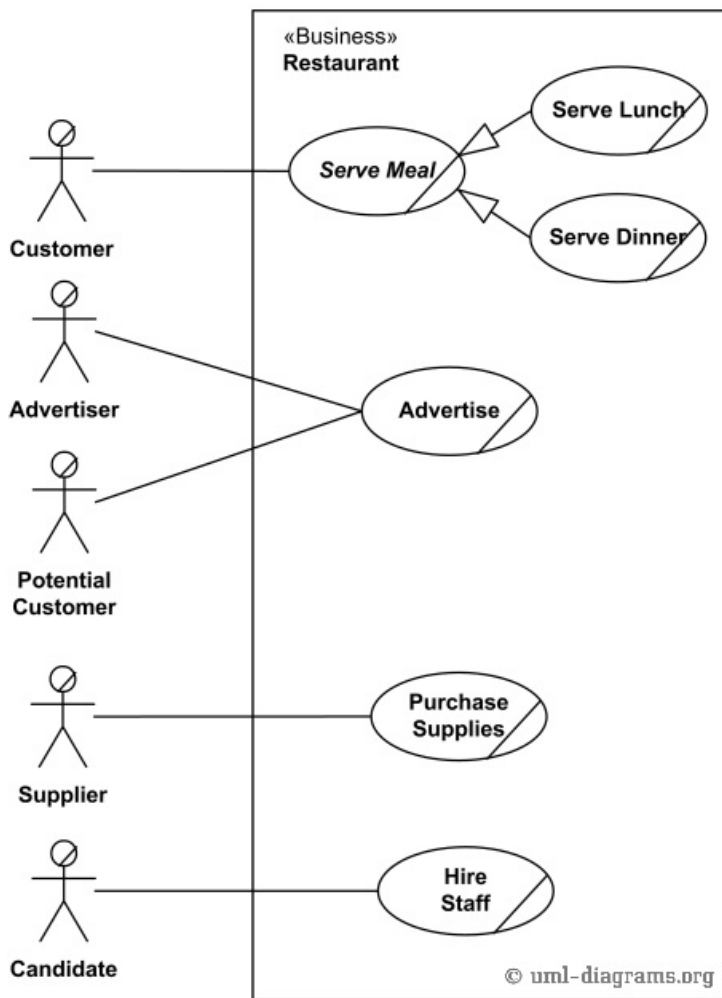 «Business»
Restaurant
Serve Lunch
Serve Meal
Customer
Serve Dinner
Advertiser
Advertise
Potential
Customer
Purchase
Supplies
Supplier
Hire
Staff
Candidate
© uml-diagrams.org